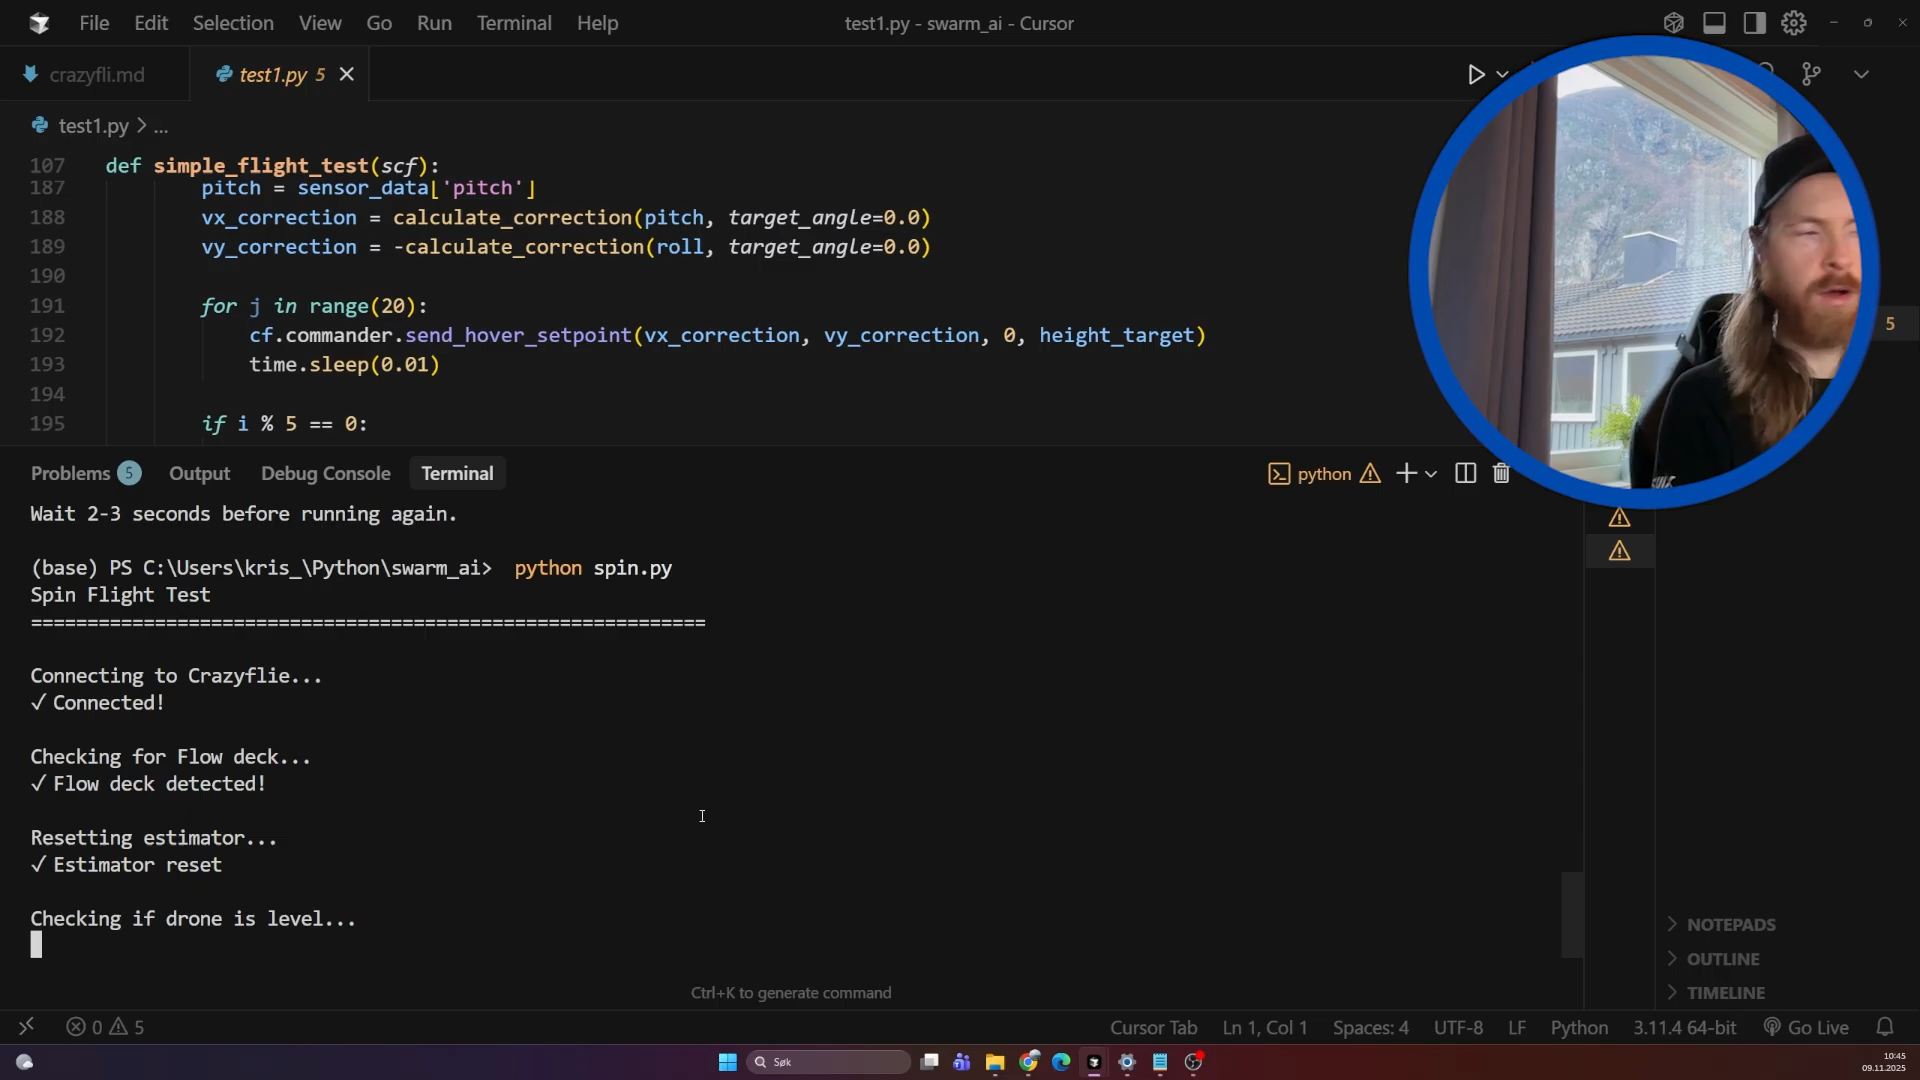 File Edit Selection View Go Run Terminal Help
test1.py - swarm_ai - Cursor
crazyfli.md
test1.py 5
test1.py > ...
107 def simple_flight_test(scf):
187 pitch = sensor_data['pitch']
188 vx_correction = calculate_correction(pitch, target_angle=0.0)
189 vy_correction = -calculate_correction(roll, target_angle=0.0)
190
191 for j in range(20):
192 cf.commander.send_hover_setpoint(vx_correction, vy_correction, 0, height_target)
193 time.sleep(0.01)
194
195 if i % 5 == 0:
5
Problems 5 Output Debug Console Terminal
python
Wait 2-3 seconds before running again.
(base) PS C:\Users\kris_\Python\swarm_ai> python spin.py
Spin Flight Test
============================================================
Connecting to Crazyflie...
✓ Connected!
Checking for Flow deck...
✓ Flow deck detected!
Resetting estimator...
✓ Estimator reset
Checking if drone is level...
Ctrl+K to generate command
NOTEPADS
OUTLINE
TIMELINE
0 5
Cursor Tab Ln 1, Col 1 Spaces: 4 UTF-8 LF Python 3.11.4 64-bit Go Live
Søk
10:45
09.11.2025